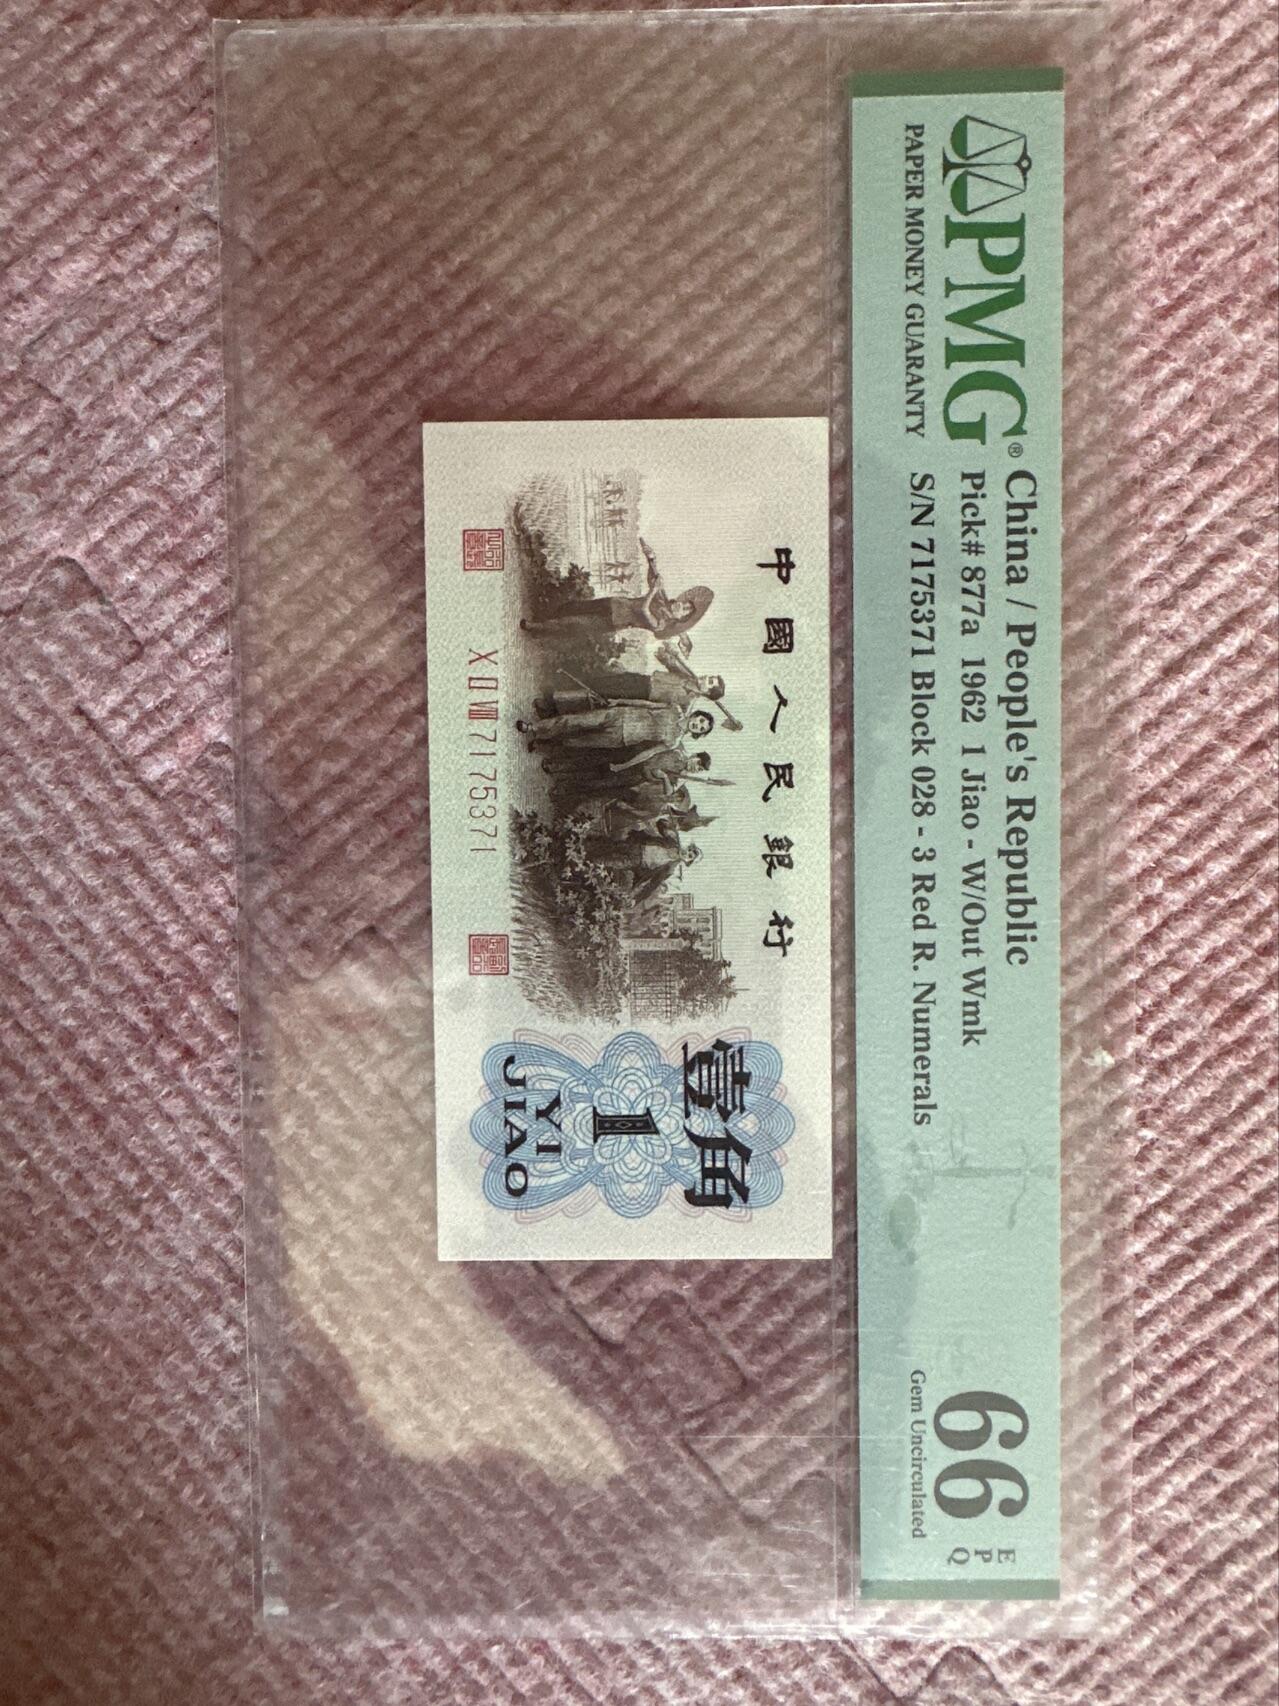 PMG®
PAPER MONEY GUARANTY
China / People's Republic
Pick# 877a 1962 1 Jiao - W/Out Wmk
S/N 7175371 Block 028 - 3 Red R. Numerals
66 EPQ
Gem Uncirculated
中國人民銀行
壹角
1
YI
JIAO
7175371